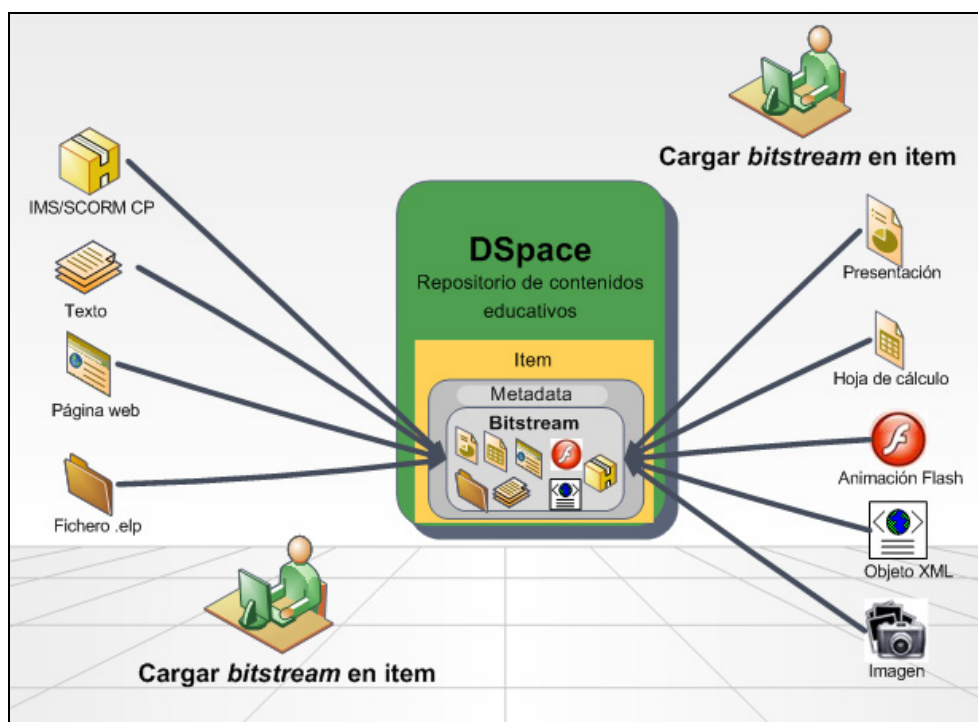 Cargar bitstream en item
IMS/SCORM CP
Texto
Página web
Fichero .elp
DSpace
Repositorio de contenidos
educativos
Item
Metadata
Bitstream
Presentación
Hoja de cálculo
Animación Flash
Objeto XML
Imagen
Cargar bitstream en item